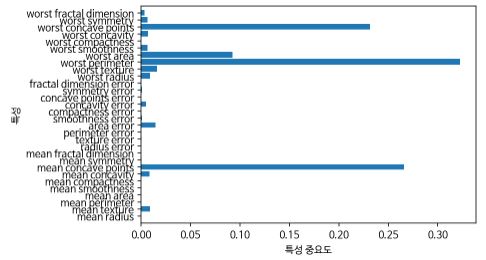 worst fractal dimension
worst symmetry
worst concave points
worst concavity
worst compactness
worst smoothness
worst area
worst perimeter
worst texture
worst radius
fractal dimension error
symmetry error
concave points error
concavity error
compactness error
smoothness error
area error
perimeter error
texture error
radius error
mean fractal dimension
mean symmetry
mean concave points
mean concavity
mean compactness
mean smoothness
mean area
mean perimeter
mean texture
mean radius
특성
0.00 0.05 0.10 0.15 0.20 0.25 0.30
특성 중요도